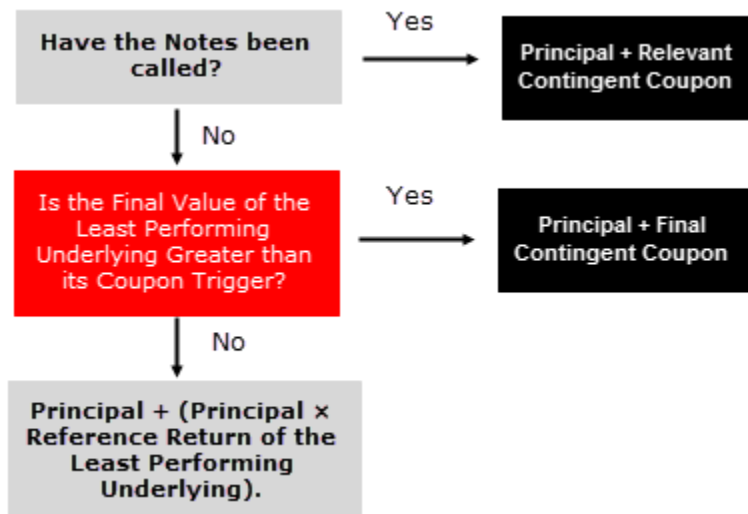 Have the Notes been
called?
Yes
Principal + Relevant
Contingent Coupon
No
Is the Final Value of the
Least Performing
Underlying Greater than
its Coupon Trigger?
Yes
Principal + Final
Contingent Coupon
No
Principal + (Principal ×
Reference Return of the
Least Performing
Underlying).